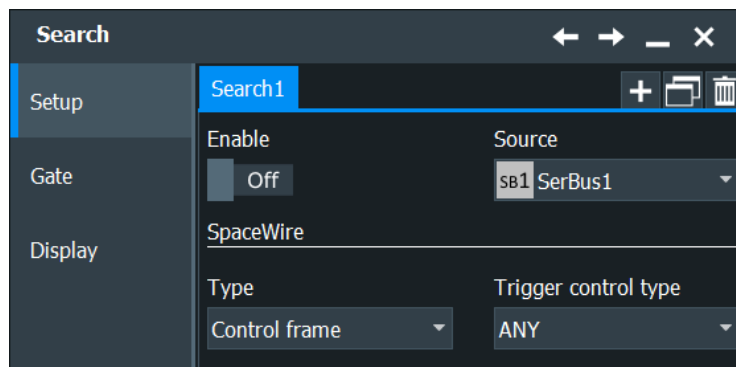 Search
Setup
Gate
Display
Search1
Enable
Source
Off
SB1 SerBus1
SpaceWire
Type
Trigger control type
Control frame
ANY